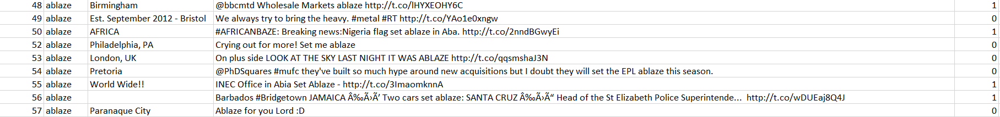 48 ablaze Birmingham @bbcmtd Wholesale Markets ablaze http://t.co/lHYXEOHY6C 1
49 ablaze Est. September 2012 - Bristol We always try to bring the heavy. #metal #RT http://t.co/YAo1e0xngw 0
50 ablaze AFRICA #AFRICANBAZE: Breaking news:Nigeria flag set ablaze in Aba. http://t.co/2nndBGwyEi 1
52 ablaze Philadelphia, PA Crying out for more! Set me ablaze 0
53 ablaze London, UK On plus side LOOK AT THE SKY LAST NIGHT IT WAS ABLAZE http://t.co/qqsmshaJ3N 0
54 ablaze Pretoria @PhDSquares #mufc they've built so much hype around new acquisitions but I doubt they will set the EPL ablaze this season. 0
55 ablaze World Wide!! INEC Office in Abia Set Ablaze - http://t.co/3ImaomknnA 1
56 ablaze Barbados #Bridgetown JAMAICA Â‰Ã›Ã’ Two cars set ablaze: SANTA CRUZ Â‰Ã›Ã“ Head of the St Elizabeth Police Superintende... http://t.co/wDUEaj8Q4J 1
57 ablaze Paranaque City Ablaze for you Lord :D 0